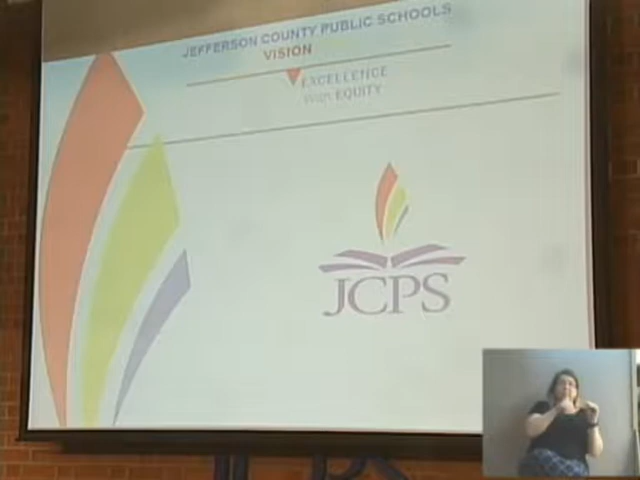 JEFFERSON COUNTY PUBLIC SCHOOLS
VISION
EXCELLENCE
with EQUITY
JCPS